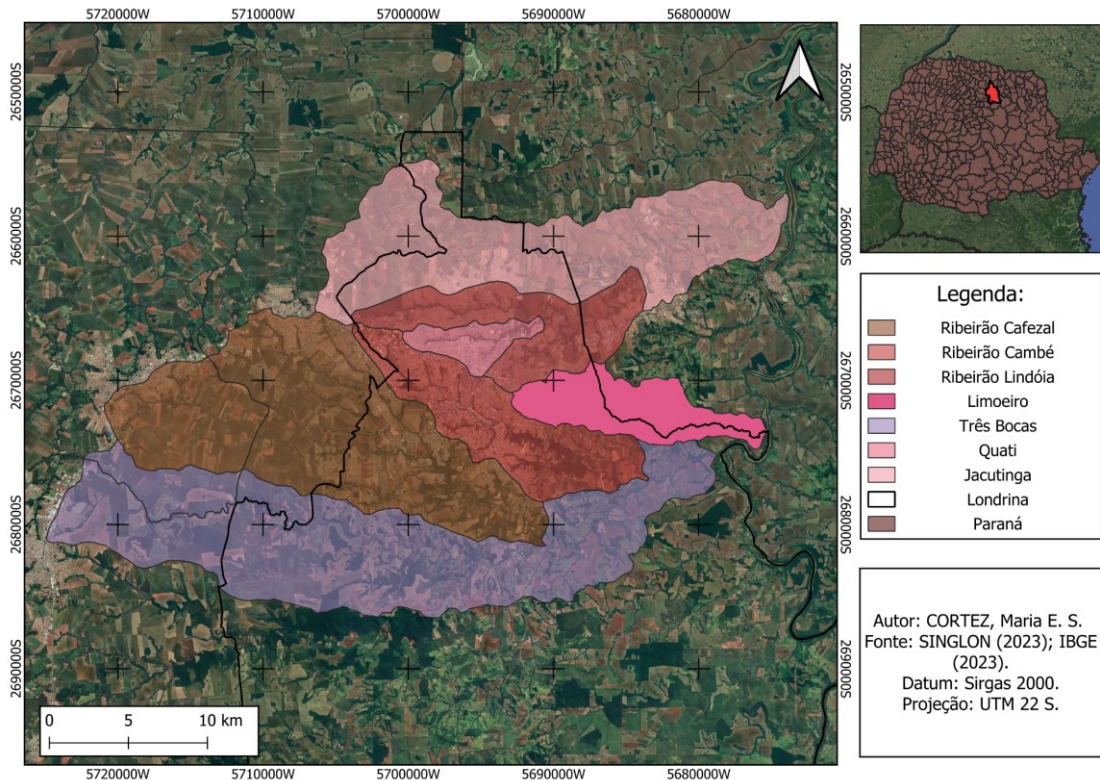 5720000W 5710000W 5700000W 5690000W 5680000W
2650000S 2650000S
2660000S 2660000S
2670000S 2670000S
2680000S 2680000S
2690000S 2690000S
0 5 10 km
5720000W 5710000W 5700000W 5690000W 5680000W
Legenda:
Ribeirão Cafezal
Ribeirão Cambé
Ribeirão Lindóia
Limoeiro
Três Bocas
Quati
Jacutinga
Londrina
Paraná
Autor: CORTEZ, Maria E. S.
Fonte: SINGLON (2023); IBGE
(2023).
Datum: Sirgas 2000.
Projeção: UTM 22 S.